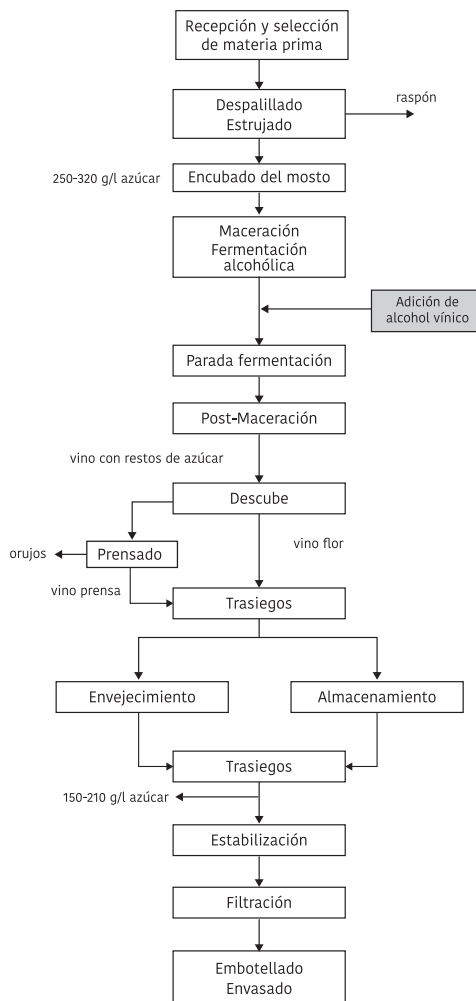 Recepción y selección
de materia prima
Despalillado
Estrujado
raspón
250-320 g/l azúcar
Encubado del mosto
Maceración
Fermentación
alcohólica
Adición de
alcohol vínico
Parada fermentación
Post-Maceración
vino con restos de azúcar
Descube
vino flor
orujos
Prensado
vino prensa
Trasiegos
Envejecimiento
Almacenamiento
Trasiegos
150-210 g/l azúcar
Estabilización
Filtración
Embotellado
Envasado